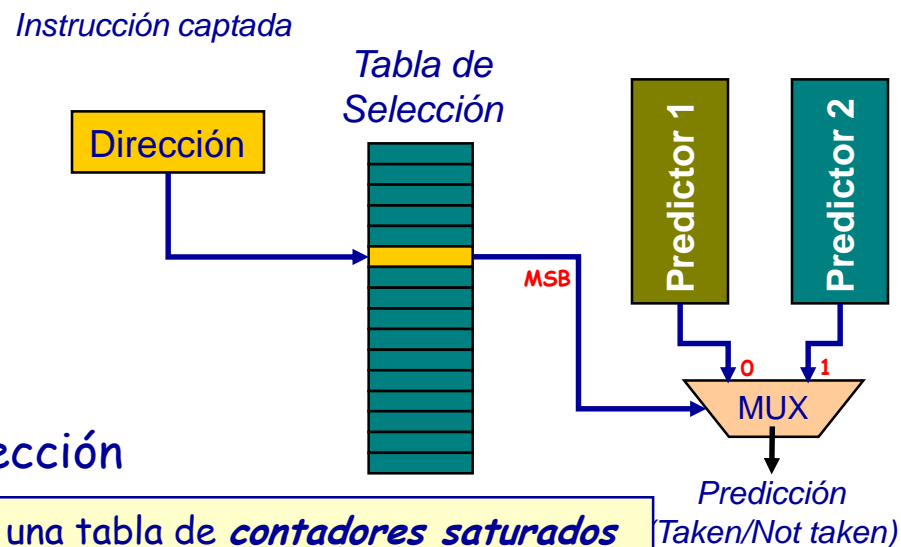 Instrucción captada
Tabla de
Selección
Dirección
Predictor 1
Predictor 2
MSB
0
1
MUX
Predicción
(Taken/Not taken)
ección
una tabla de contadores saturados